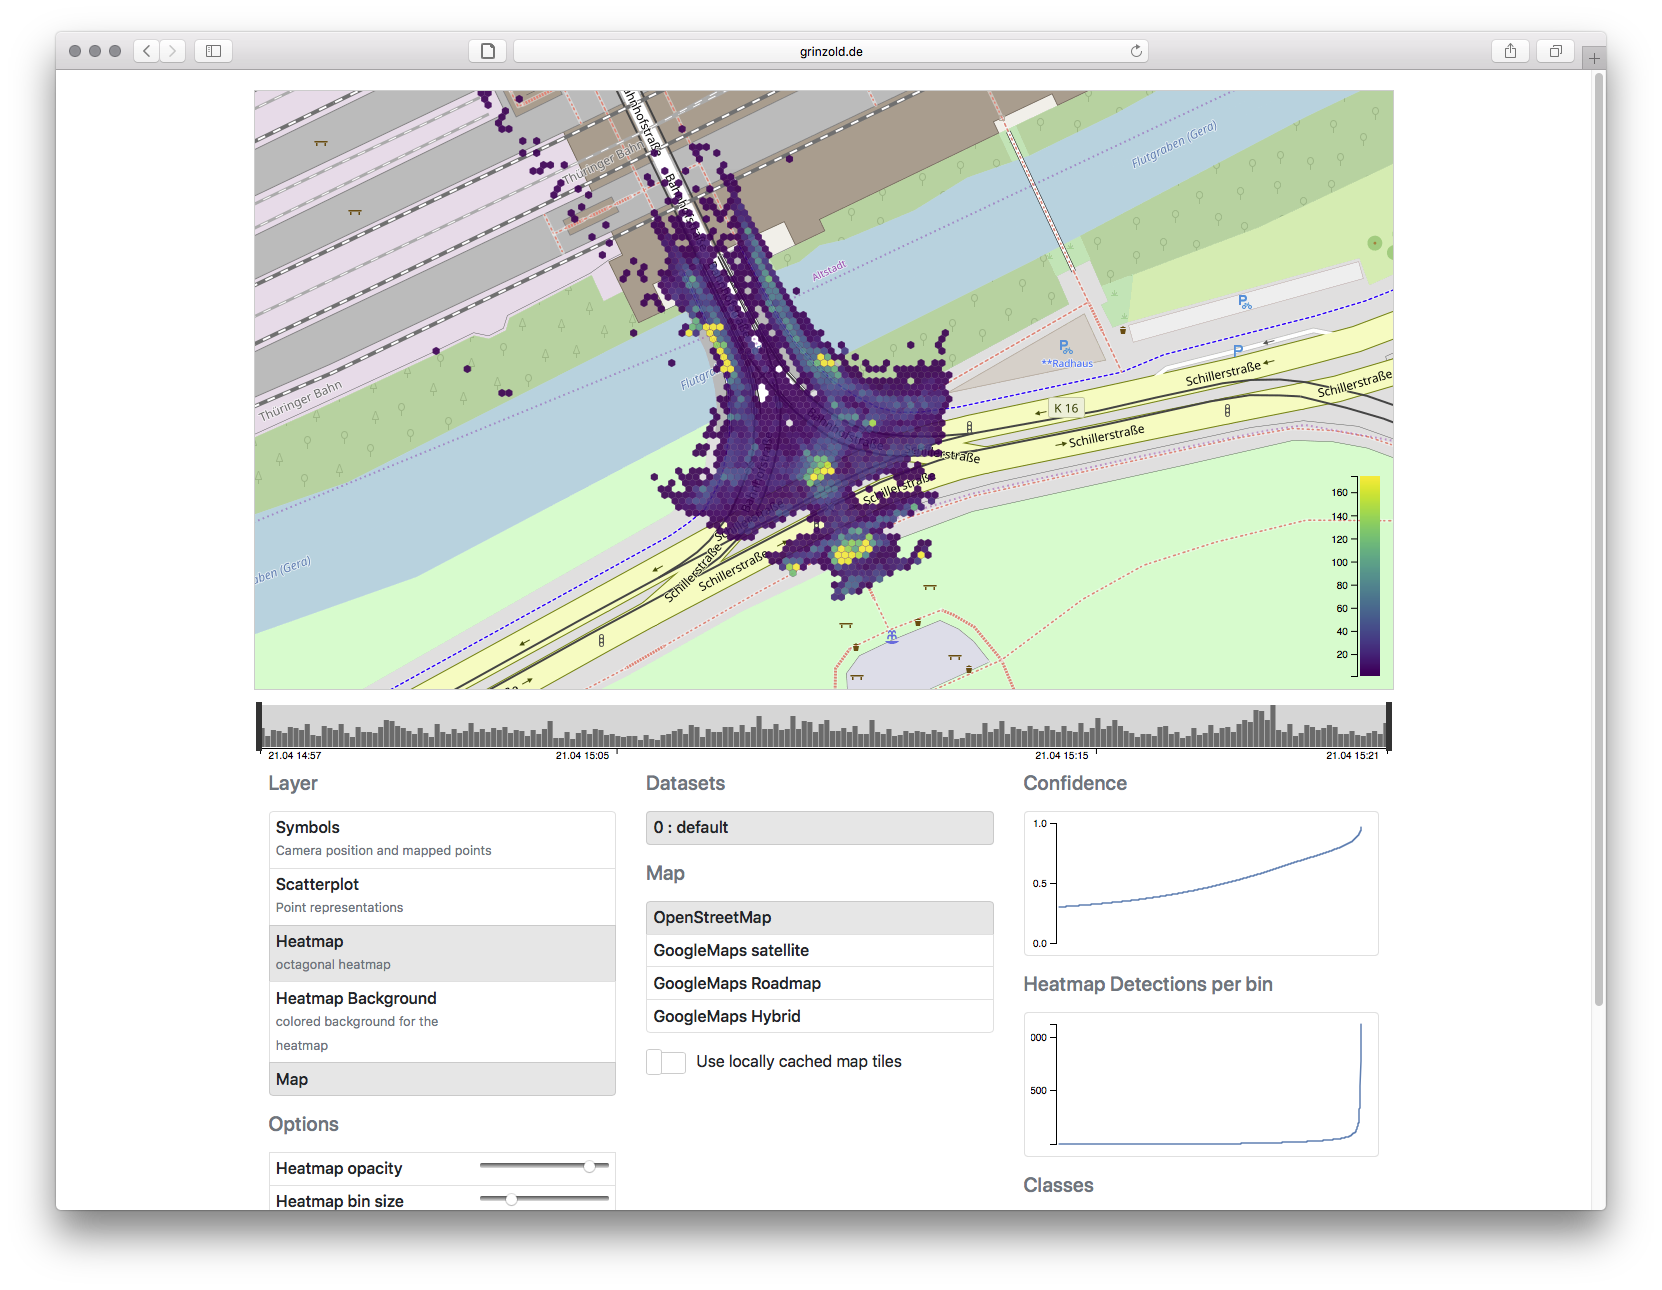 grinzold.de
ahnhofstraße
Thüringer Bahn
Bahnhofstr
Flutgraben (Gera)
Altstadt
P
P
**Radhaus
Thüringer Bahn
Flutgra
K 16
Schillerstraße
Schillerstraße
Schillerstraße
llerstraße
Schillerstraße
Schillerstraße
Schillerstraße
aben (Gera)
160
140
120
100
80
60
40
20
21.04 14:57
21.04 15:05
21.04 15:15
21.04 15:21
Layer
Symbols
Camera position and mapped points
Scatterplot
Point representations
Heatmap
octagonal heatmap
Heatmap Background
colored background for the
heatmap
Map
Options
Heatmap opacity
Heatmap bin size
Datasets
0 : default
Map
OpenStreetMap
GoogleMaps satellite
GoogleMaps Roadmap
GoogleMaps Hybrid
Use locally cached map tiles
Confidence
1.0
0.5
0.0
Heatmap Detections per bin
000
500
Classes